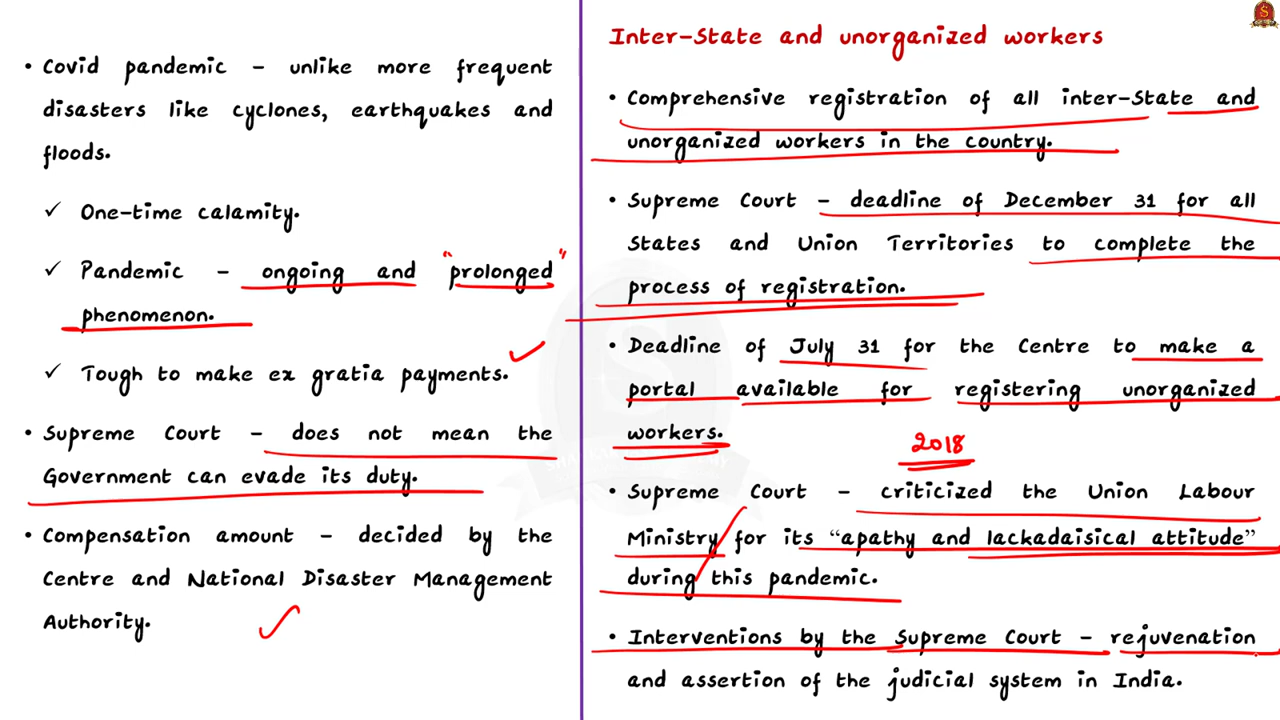 • Covid pandemic – unlike more frequent
disasters like cyclones, earthquakes and
floods.
✓ One-time calamity.
✓ Pandemic – ongoing and "prolonged"
phenomenon.
✓ Tough to make ex gratia payments.
• Supreme Court – does not mean the
Government can evade its duty.
• Compensation amount – decided by the
Centre and National Disaster Management
Authority.
Inter-State and unorganized workers
• Comprehensive registration of all inter-State and
unorganized workers in the country.
• Supreme Court – deadline of December 31 for all
States and Union Territories to complete the
process of registration.
• Deadline of July 31 for the Centre to make a
portal available for registering unorganized
workers.
2018
• Supreme Court – criticized the Union Labour
Ministry for its “apathy and lackadaisical attitude”
during this pandemic.
• Interventions by the Supreme Court – rejuvenation
and assertion of the judicial system in India.